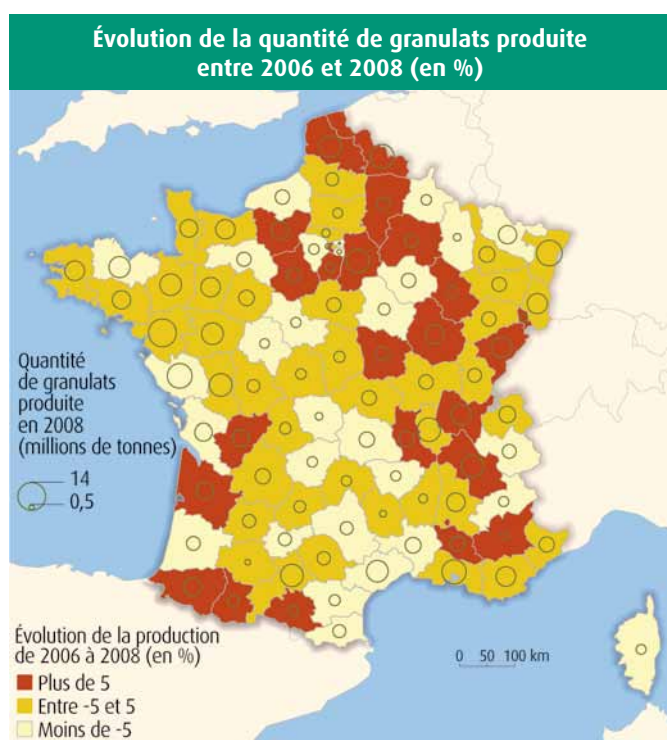 Évolution de la quantité de granulats produite
entre 2006 et 2008 (en %)
Quantité
de granulats
produite
en 2008
(millions de tonnes)
14
0,5
Évolution de la production
de 2006 à 2008 (en %)
Plus de 5
Entre -5 et 5
Moins de -5
0 50 100 km